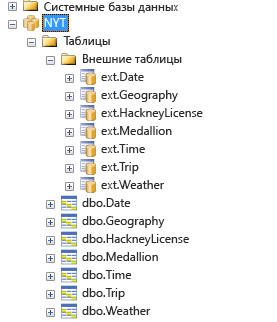 Системные базы данных
NYT
Таблицы
Внешние таблицы
ext.Date
ext.Geography
ext.HackneyLicense
ext.Medallion
ext.Time
ext.Trip
ext.Weather
dbo.Date
dbo.Geography
dbo.HackneyLicense
dbo.Medallion
dbo.Time
dbo.Trip
dbo.Weather